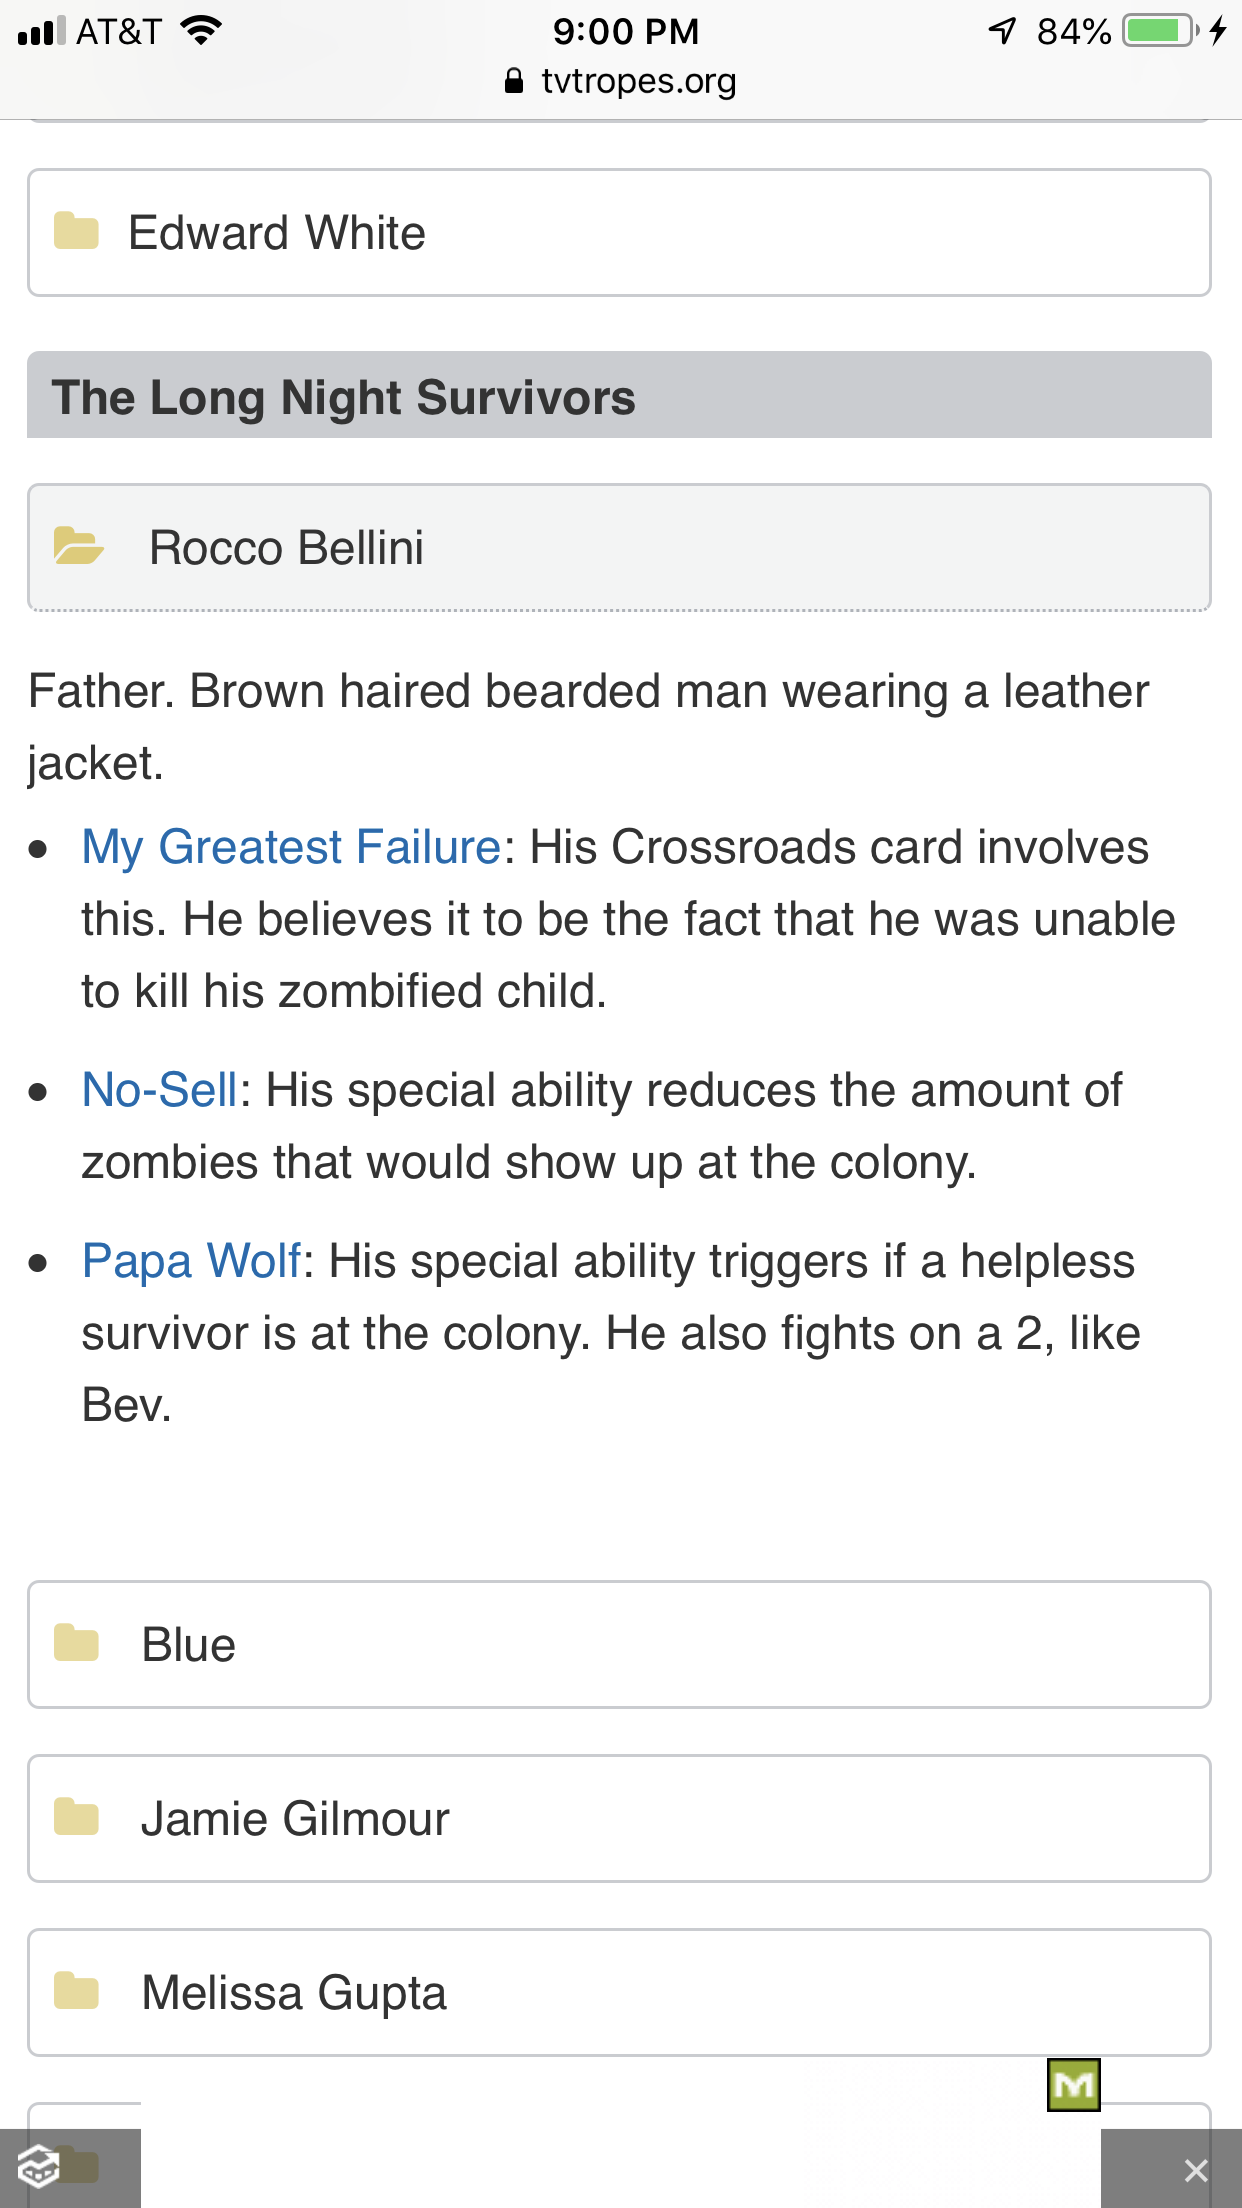 AT&T 9:00 PM 84%
tvtropes.org
Edward White
The Long Night Survivors
Rocco Bellini
Father. Brown haired bearded man wearing a leather
jacket.
• My Greatest Failure: His Crossroads card involves
this. He believes it to be the fact that he was unable
to kill his zombified child.
• No-Sell: His special ability reduces the amount of
zombies that would show up at the colony.
• Papa Wolf: His special ability triggers if a helpless
survivor is at the colony. He also fights on a 2, like
Bev.
Blue
Jamie Gilmour
Melissa Gupta
M